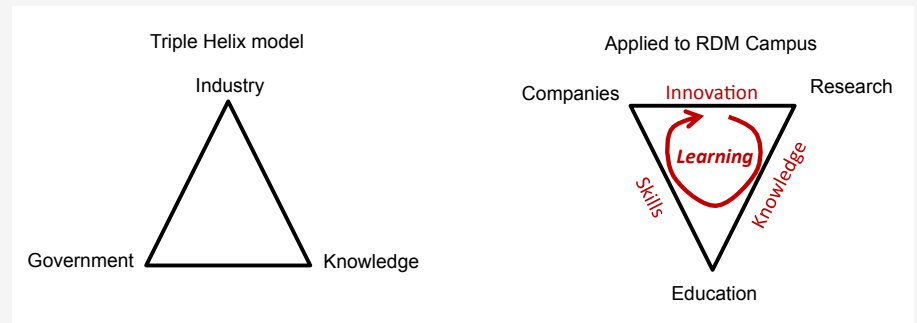 Triple Helix model
Industry
Government
Knowledge
Applied to RDM Campus
Companies
Innovation
Research
Learning
Skills
Knowledge
Education